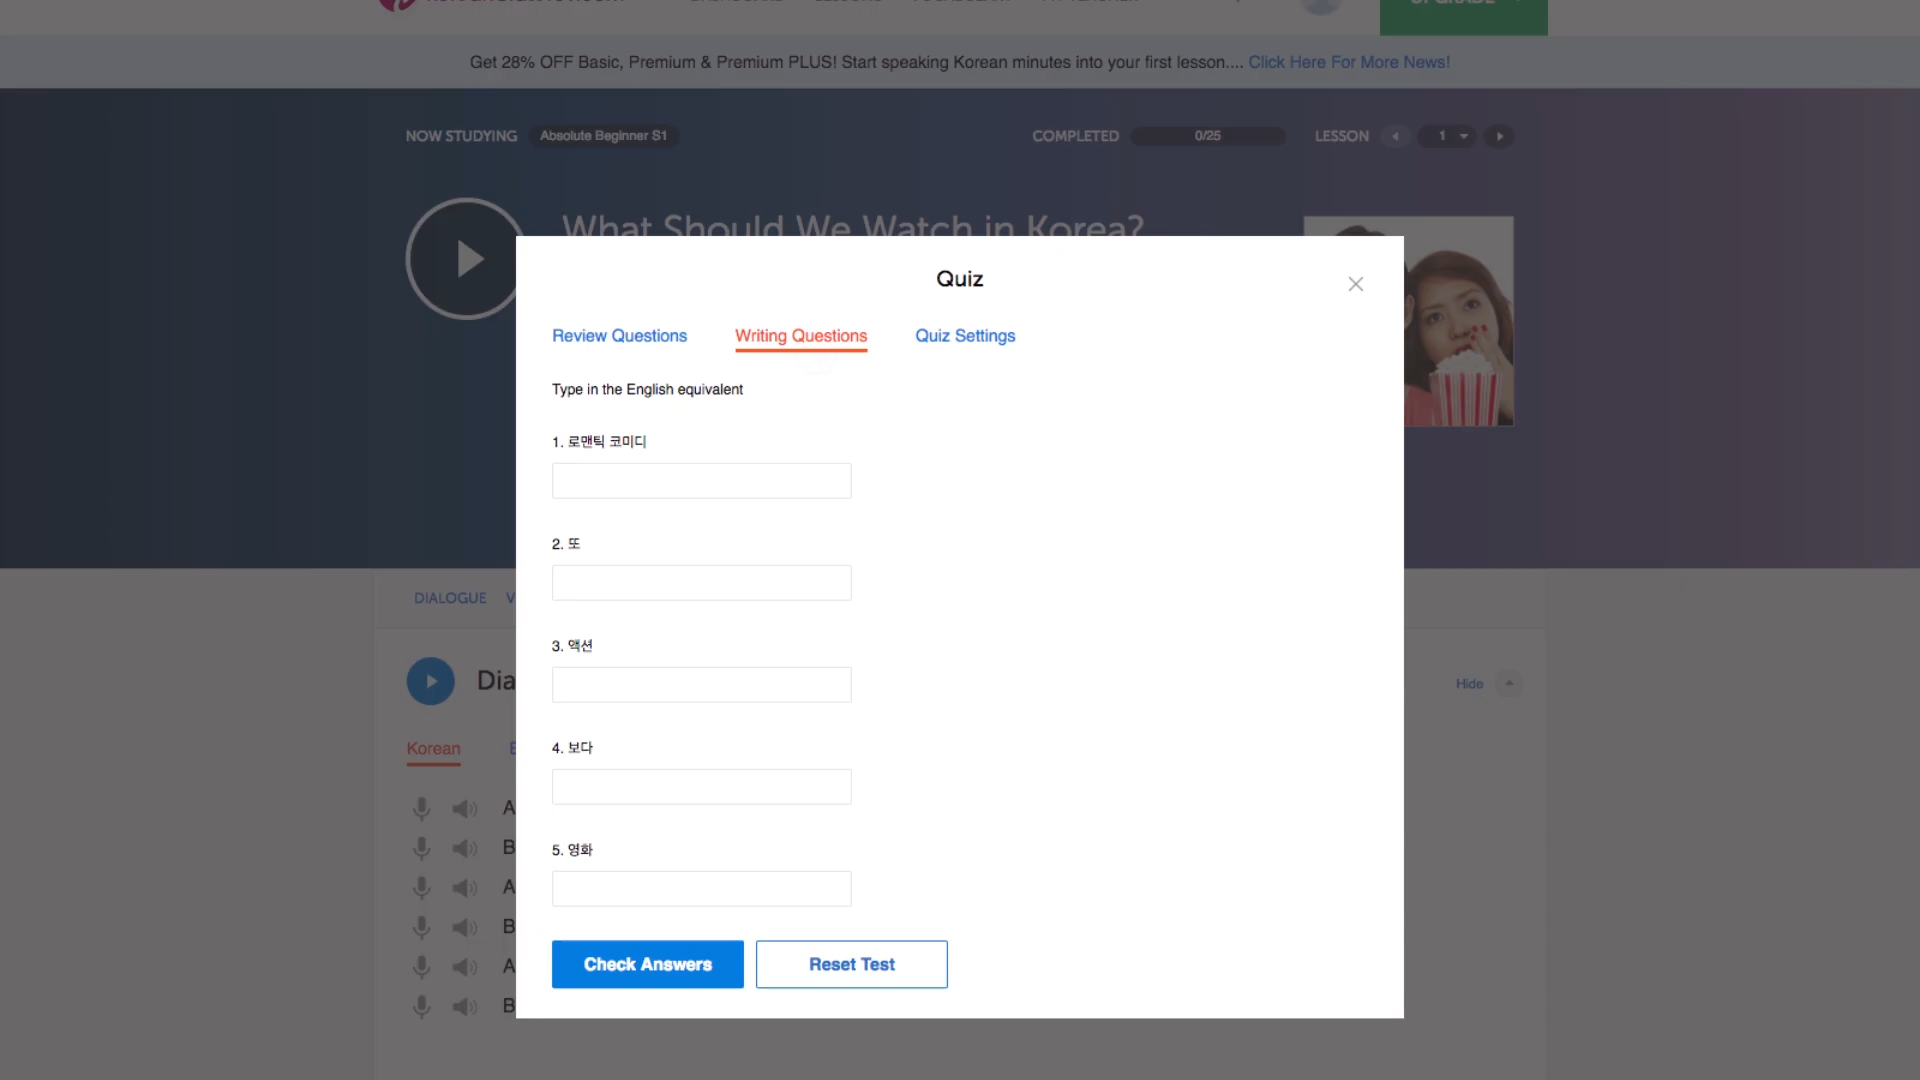 Get 28% OFF Basic, Premium & Premium PLUS! Start speaking Korean minutes into your first lesson.... Click Here For More News!
NOW STUDYING Absolute Beginner S1 COMPLETED 0/25 LESSON 1
What Should We Watch in Korea?
Quiz
Review Questions Writing Questions Quiz Settings
Type in the English equivalent
1. 로맨틱 코미디
2. 또
3. 액션
4. 보다
5. 영화
Check Answers Reset Test
DIALOGUE V
Dia
Hide
Korean
A
B
A
B
A
B